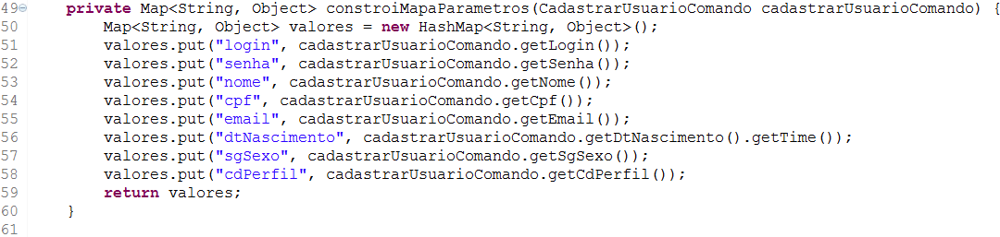 49 private Map<String, Object> constroiMapaParametros(CadastrarUsuarioComando cadastrarUsuarioComando) {
50 Map<String, Object> valores = new HashMap<String, Object>();
51 valores.put("login", cadastrarUsuarioComando.getLogin());
52 valores.put("senha", cadastrarUsuarioComando.getSenha());
53 valores.put("nome", cadastrarUsuarioComando.getNome());
54 valores.put("cpf", cadastrarUsuarioComando.getCpf());
55 valores.put("email", cadastrarUsuarioComando.getEmail());
56 valores.put("dtNascimento", cadastrarUsuarioComando.getDtNascimento().getTime());
57 valores.put("sgSexo", cadastrarUsuarioComando.getSgSexo());
58 valores.put("cdPerfil", cadastrarUsuarioComando.getCdPerfil());
59 return valores;
60 }
61